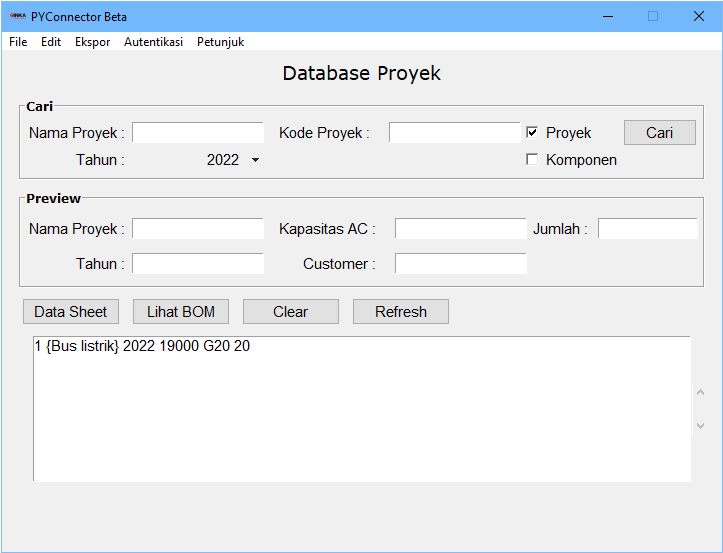 PYConnector Beta
File Edit Ekspor Autentikasi Petunjuk
Database Proyek
Cari
Nama Proyek : Kode Proyek : Proyek Cari
Tahun : 2022 Komponen
Preview
Nama Proyek : Kapasitas AC : Jumlah :
Tahun : Customer :
Data Sheet Lihat BOM Clear Refresh
1 {Bus listrik} 2022 19000 G20 20